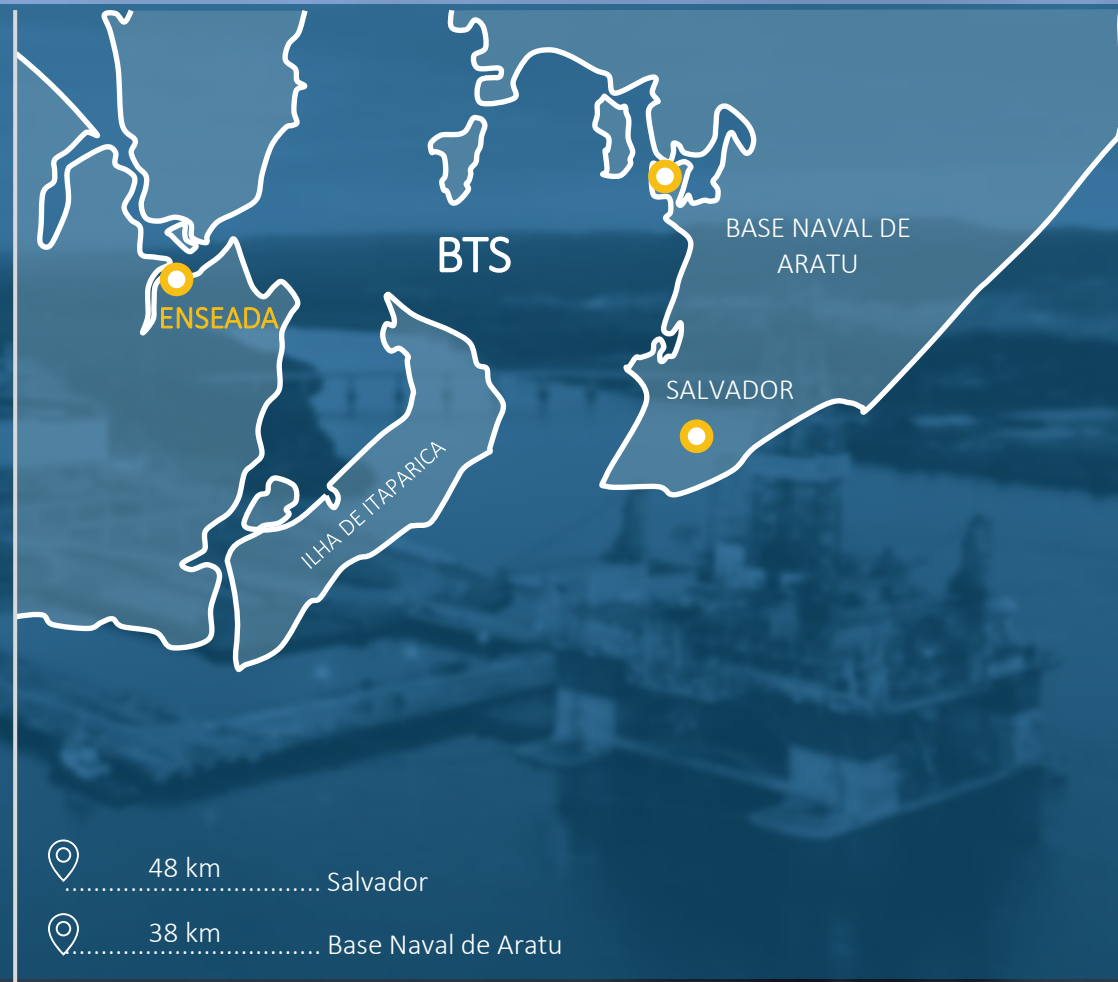 BASE NAVAL DE
ARATU
BTS
ENSEADA
SALVADOR
ILHA DE ITAPARICA
48 km
.................................. Salvador
38 km
.................................. Base Naval de Aratu